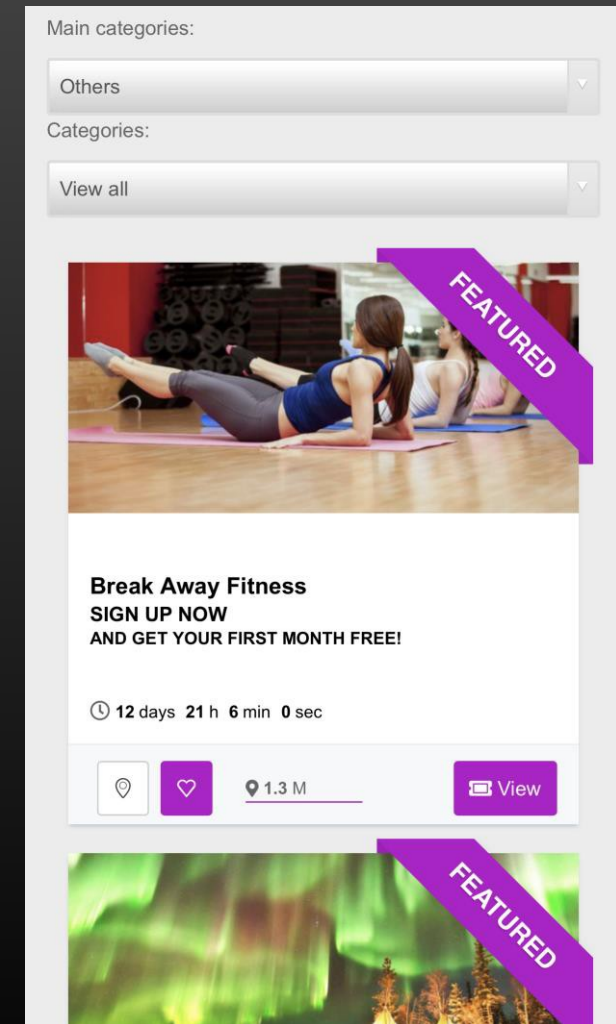 Main categories:
Others
Categories:
View all
FEATURED
Break Away Fitness
SIGN UP NOW
AND GET YOUR FIRST MONTH FREE!
12 days 21 h 6 min 0 sec
1.3 M
View
FEATURED